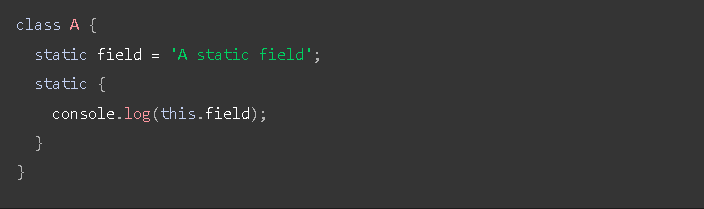 class A {
  static field = 'A static field';
  static {
    console.log(this.field);
  }
}